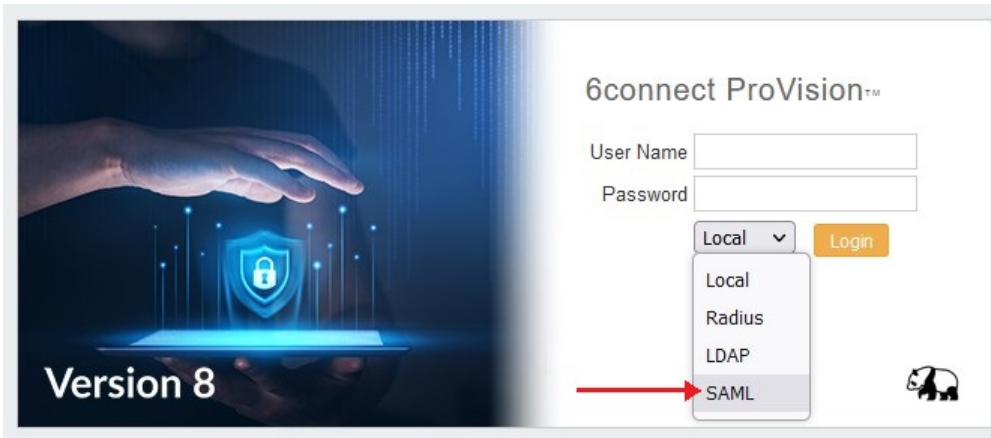 6connect ProVision™
User Name
Password
Local
Login
Local
Radius
LDAP
SAML
Version 8